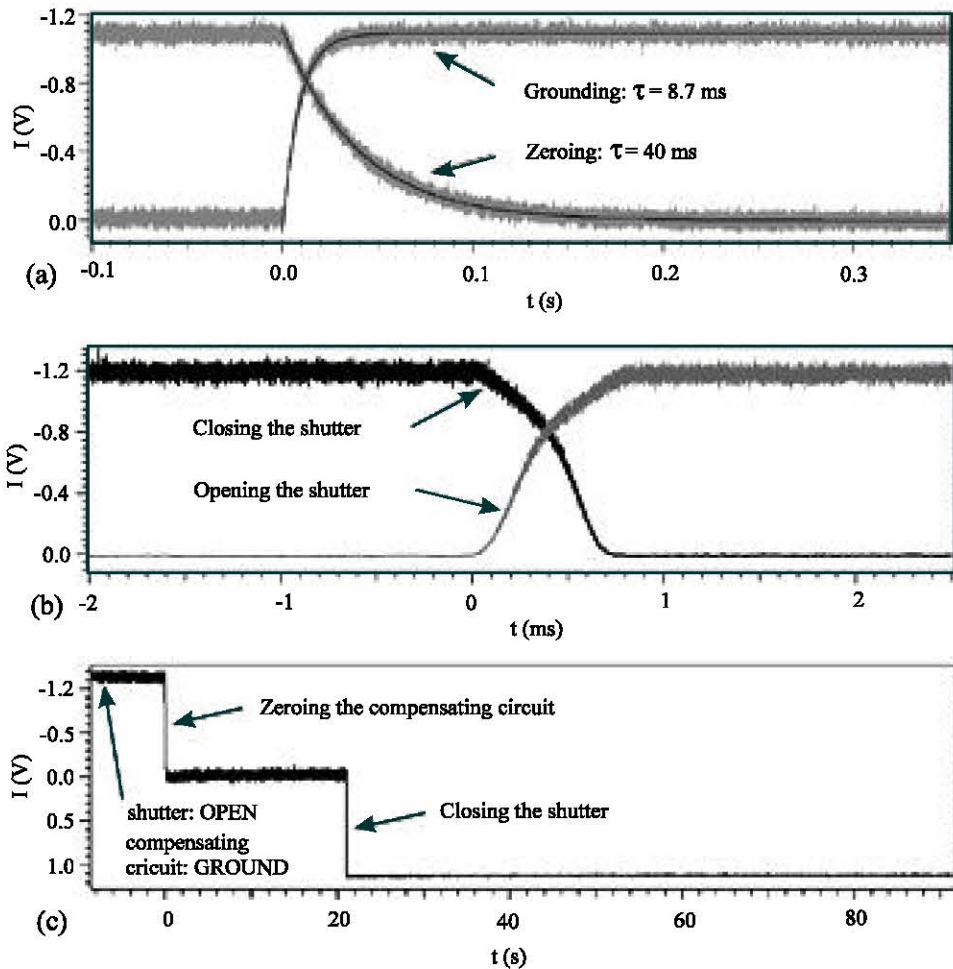 -1.2
-0.8
-0.4
0.0
I (V)
Grounding: τ = 8.7 ms
Zeroing: τ = 40 ms
-0.1 0.0 0.1 0.2 0.3
(a)
t (s)
-1.2
-0.8
-0.4
0.0
I (V)
Closing the shutter
Opening the shutter
-2 -1 0 1 2
(b)
t (ms)
-1.2
-0.5
0.0
0.5
1.0
I (V)
Zeroing the compensating circuit
shutter: OPEN
compensating
cricuit: GROUND
Closing the shutter
0 20 40 60 80
(c)
t (s)